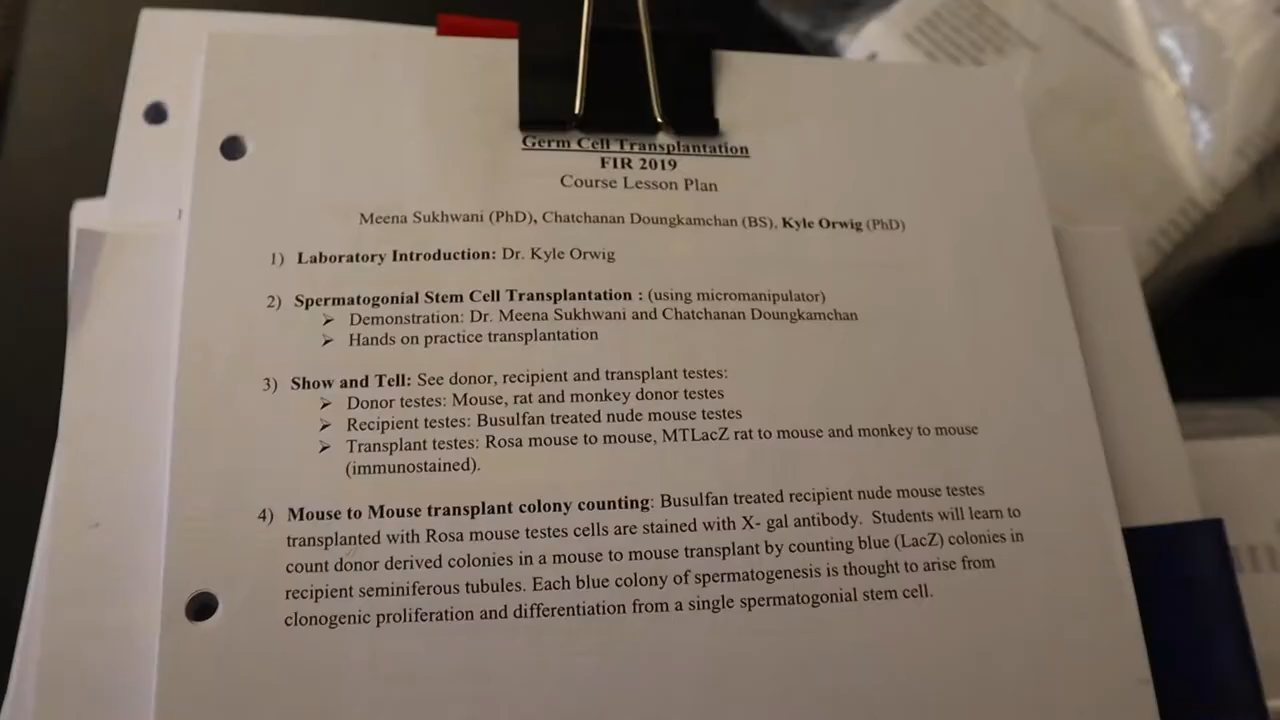 Germ Cell Transplantation
FIR 2019
Course Lesson Plan
Meena Sukhwani (PhD), Chatchanan Doungkamchan (BS), Kyle Orwig (PhD)
1) Laboratory Introduction: Dr. Kyle Orwig
2) Spermatogonial Stem Cell Transplantation : (using micromanipulator)
➢ Demonstration: Dr. Meena Sukhwani and Chatchanan Doungkamchan
➢ Hands on practice transplantation
3) Show and Tell: See donor, recipient and transplant testes:
➢ Donor testes: Mouse, rat and monkey donor testes
➢ Recipient testes: Busulfan treated nude mouse testes
➢ Transplant testes: Rosa mouse to mouse, MTLacZ rat to mouse and monkey to mouse
(immunostained).
4) Mouse to Mouse transplant colony counting: Busulfan treated recipient nude mouse testes
transplanted with Rosa mouse testes cells are stained with X- gal antibody. Students will learn to
count donor derived colonies in a mouse to mouse transplant by counting blue (LacZ) colonies in
recipient seminiferous tubules. Each blue colony of spermatogenesis is thought to arise from
clonogenic proliferation and differentiation from a single spermatogonial stem cell.